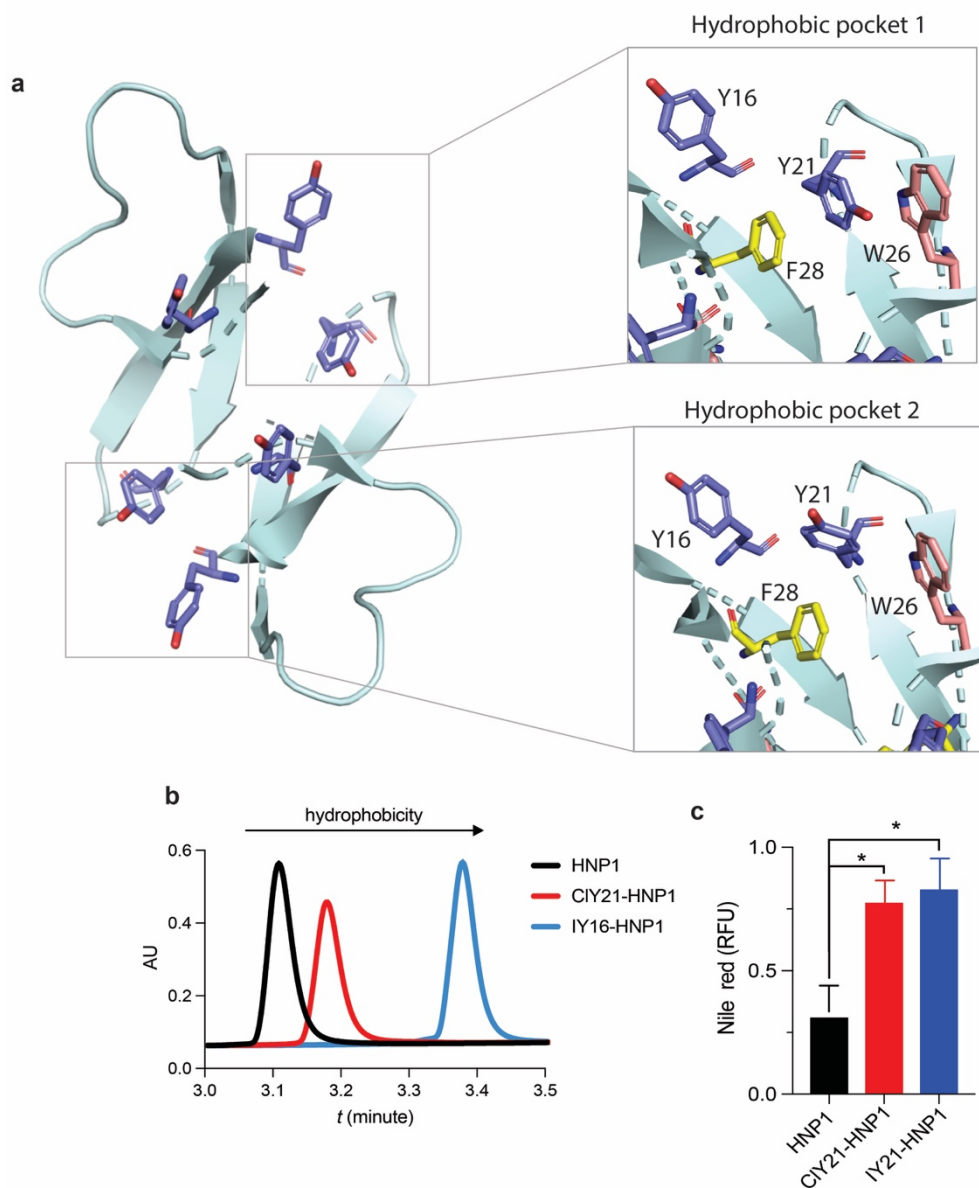 Hydrophobic pocket 1
a
Y16
Y21
W26
F28
Hydrophobic pocket 2
Y21
Y16
F28
W26
b
hydrophobicity
0.6
0.4
0.2
0.0
AU
3.0 3.1 3.2 3.3 3.4 3.5
t (minute)
HNP1
ClY21-HNP1
IY16-HNP1
c
*
*
1.0
0.5
0.0
Nile red (RFU)
HNP1
ClY21-HNP1
IY21-HNP1